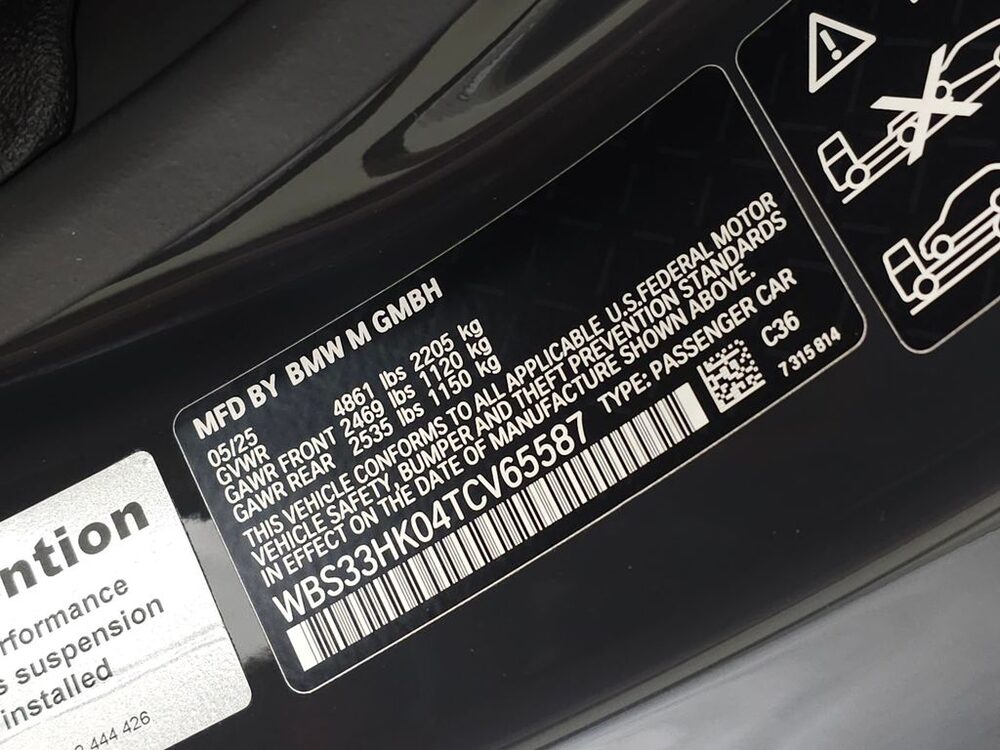 MFD BY BMW M GMBH
05/25
GVWR 4861 lbs 2205 kg
GAWR FRONT 2469 lbs 1120 kg
GAWR REAR 2535 lbs 1150 kg
THIS VEHICLE CONFORMS TO ALL APPLICABLE U.S.FEDERAL MOTOR
VEHICLE SAFETY, BUMPER AND THEFT PREVENTION STANDARDS
IN EFFECT ON THE DATE OF MANUFACTURE SHOWN ABOVE.
WBS33HK04TCV65587 TYPE: PASSENGER CAR
C36
7 315 814
ntion
rformance
s suspension
installed
444 426